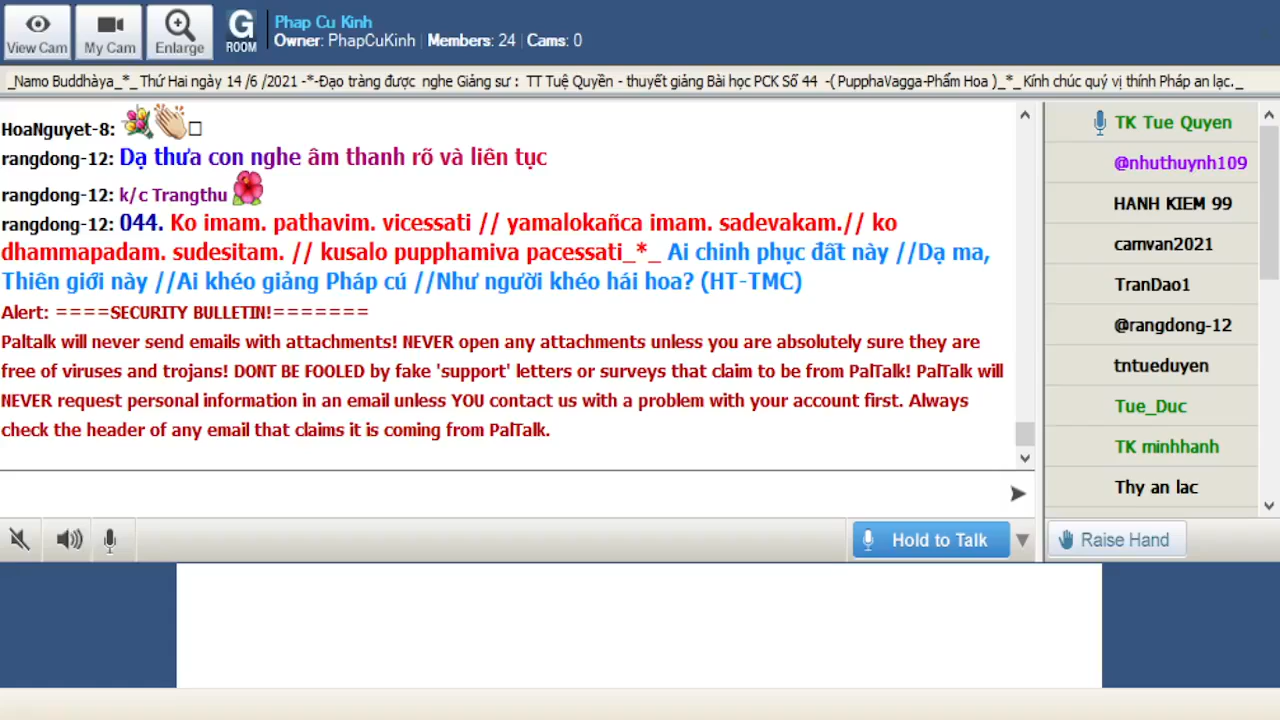 View Cam
My Cam
Enlarge
G
ROOM
Phap Cu Kinh
Owner: PhapCuKinh | Members: 24 | Cams: 0
_Namo Buddhàya_*_Thứ Hai ngày 14 /6 /2021 -*-Đạo tràng được nghe Giảng sư : TT Tuệ Quyền - thuyết giảng Bài học PCK Số 44 -( PupphaVagga-Phẩm Hoa )_*_Kính chúc quý vị thính Pháp an lạc._
HoaNguyet-8:
rangdong-12: Dạ thưa con nghe âm thanh rõ và liên tục
rangdong-12: k/c Trangthu
rangdong-12: 044. Ko imam. pathavim. vicessati // yamalokañca imam. sadevakam.// ko
dhammapadam. sudesitam. // kusalo pupphamiva pacessati_*_ Ai chinh phục đất này //Dạ ma,
Thiên giới này //Ai khéo giảng Pháp cú //Như người khéo hái hoa? (HT-TMC)
Alert: ====SECURITY BULLETIN!=======
Paltalk will never send emails with attachments! NEVER open any attachments unless you are absolutely sure they are
free of viruses and trojans! DONT BE FOOLED by fake 'support' letters or surveys that claim to be from PalTalk! PalTalk will
NEVER request personal information in an email unless YOU contact us with a problem with your account first. Always
check the header of any email that claims it is coming from PalTalk.
TK Tue Quyen
@nhuthuynh109
HANH KIEM 99
camvan2021
TranDao1
@rangdong-12
tntueduyen
Tue_Duc
TK minhhanh
Thy an lac
Hold to Talk
Raise Hand